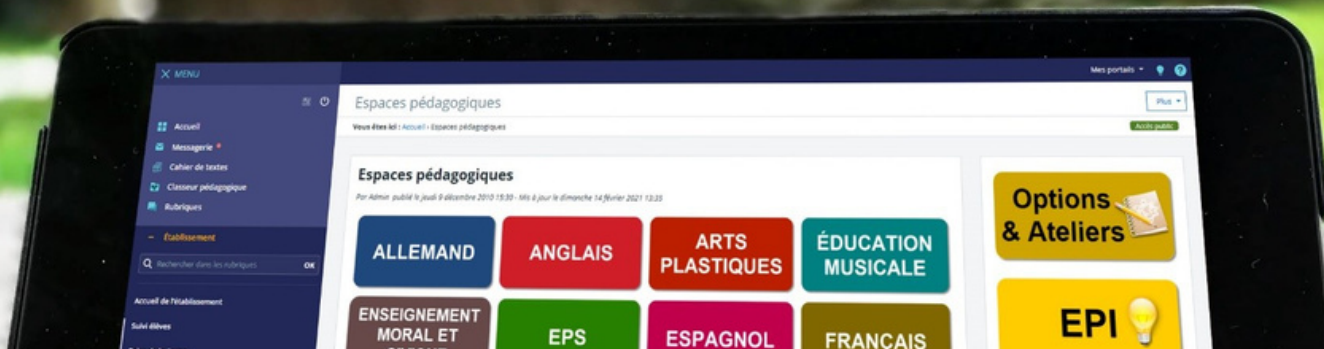 MENU
Mes portails
Espaces pédagogiques
Plus
Vous êtes ici : Accueil › Espaces pédagogiques
Accès public
Accueil
Messagerie
Cahier de textes
Classeur pédagogique
Rubriques
Établissement
Rechercher dans les rubriques OK
Accueil de l'établissement
Suivi élèves
Espaces pédagogiques
Par Admin publié le jeudi 9 décembre 2010 15:30 - Mis à jour le dimanche 14 février 2021 13:35
ALLEMAND
ANGLAIS
ARTS
PLASTIQUES
ÉDUCATION
MUSICALE
ENSEIGNEMENT
MORAL ET
EPS
ESPAGNOL
FRANÇAIS
Options
& Ateliers
EPI